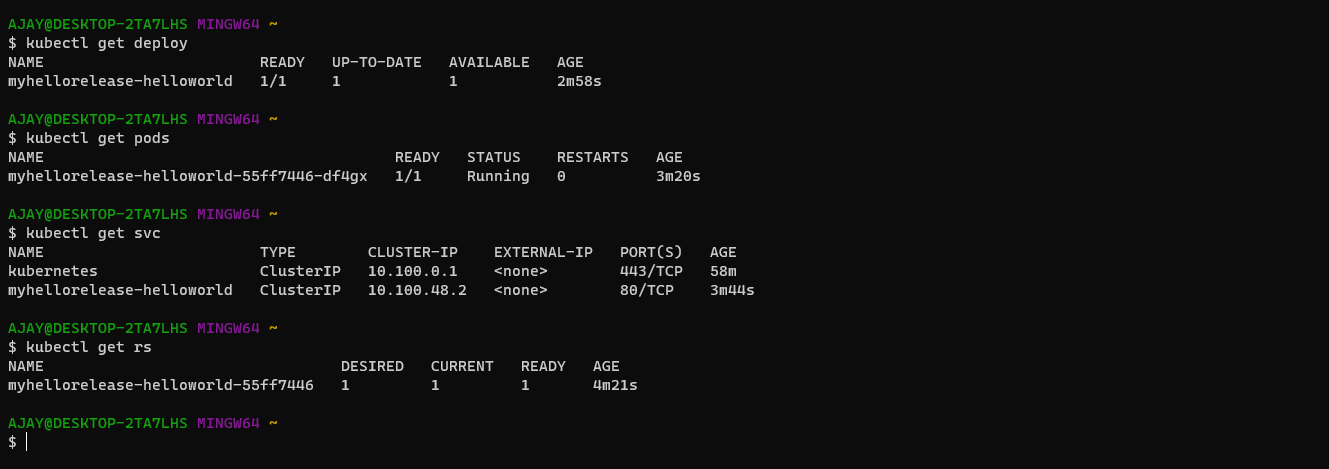 AJAY@DESKTOP-2TA7LHS MINGW64 ~
$ kubectl get deploy
NAME READY UP-TO-DATE AVAILABLE AGE
myhellorelease-helloworld 1/1 1 1 2m58s
AJAY@DESKTOP-2TA7LHS MINGW64 ~
$ kubectl get pods
NAME READY STATUS RESTARTS AGE
myhellorelease-helloworld-55ff7446-df4gx 1/1 Running 0 3m20s
AJAY@DESKTOP-2TA7LHS MINGW64 ~
$ kubectl get svc
NAME TYPE CLUSTER-IP EXTERNAL-IP PORT(S) AGE
kubernetes ClusterIP 10.100.0.1 <none> 443/TCP 58m
myhellorelease-helloworld ClusterIP 10.100.48.2 <none> 80/TCP 3m44s
AJAY@DESKTOP-2TA7LHS MINGW64 ~
$ kubectl get rs
NAME DESIRED CURRENT READY AGE
myhellorelease-helloworld-55ff7446 1 1 1 4m21s
AJAY@DESKTOP-2TA7LHS MINGW64 ~
$